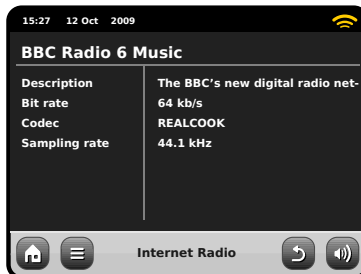 15:27 12 Oct 2009
BBC Radio 6 Music
Description The BBC's new digital radio net-
Bit rate 64 kb/s
Codec REALCOOK
Sampling rate 44.1 kHz
Internet Radio